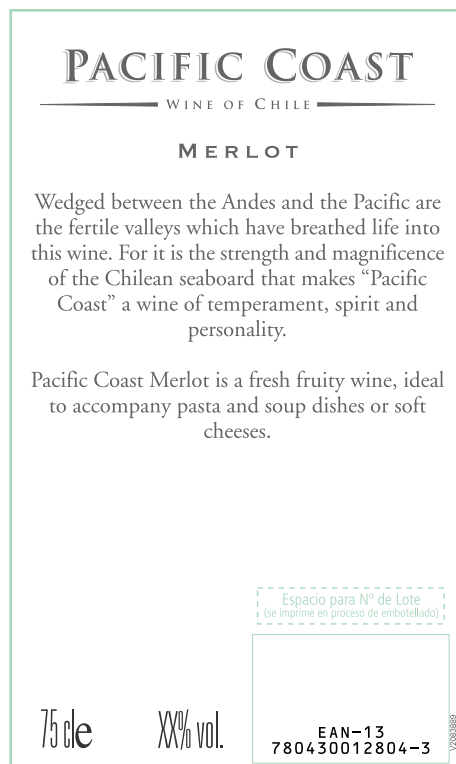 PACIFIC COAST
WINE OF CHILE
MERLOT
Wedged between the Andes and the Pacific are
the fertile valleys which have breathed life into
this wine. For it is the strength and magnificence
of the Chilean seaboard that makes “Pacific
Coast” a wine of temperament, spirit and
personality.
Pacific Coast Merlot is a fresh fruity wine, ideal
to accompany pasta and soup dishes or soft
cheeses.
Espacio para Nº de Lote
(se imprime en proceso de embotellado)
75 cle XX% vol.
EAN-13
780430012804-3
V2083889